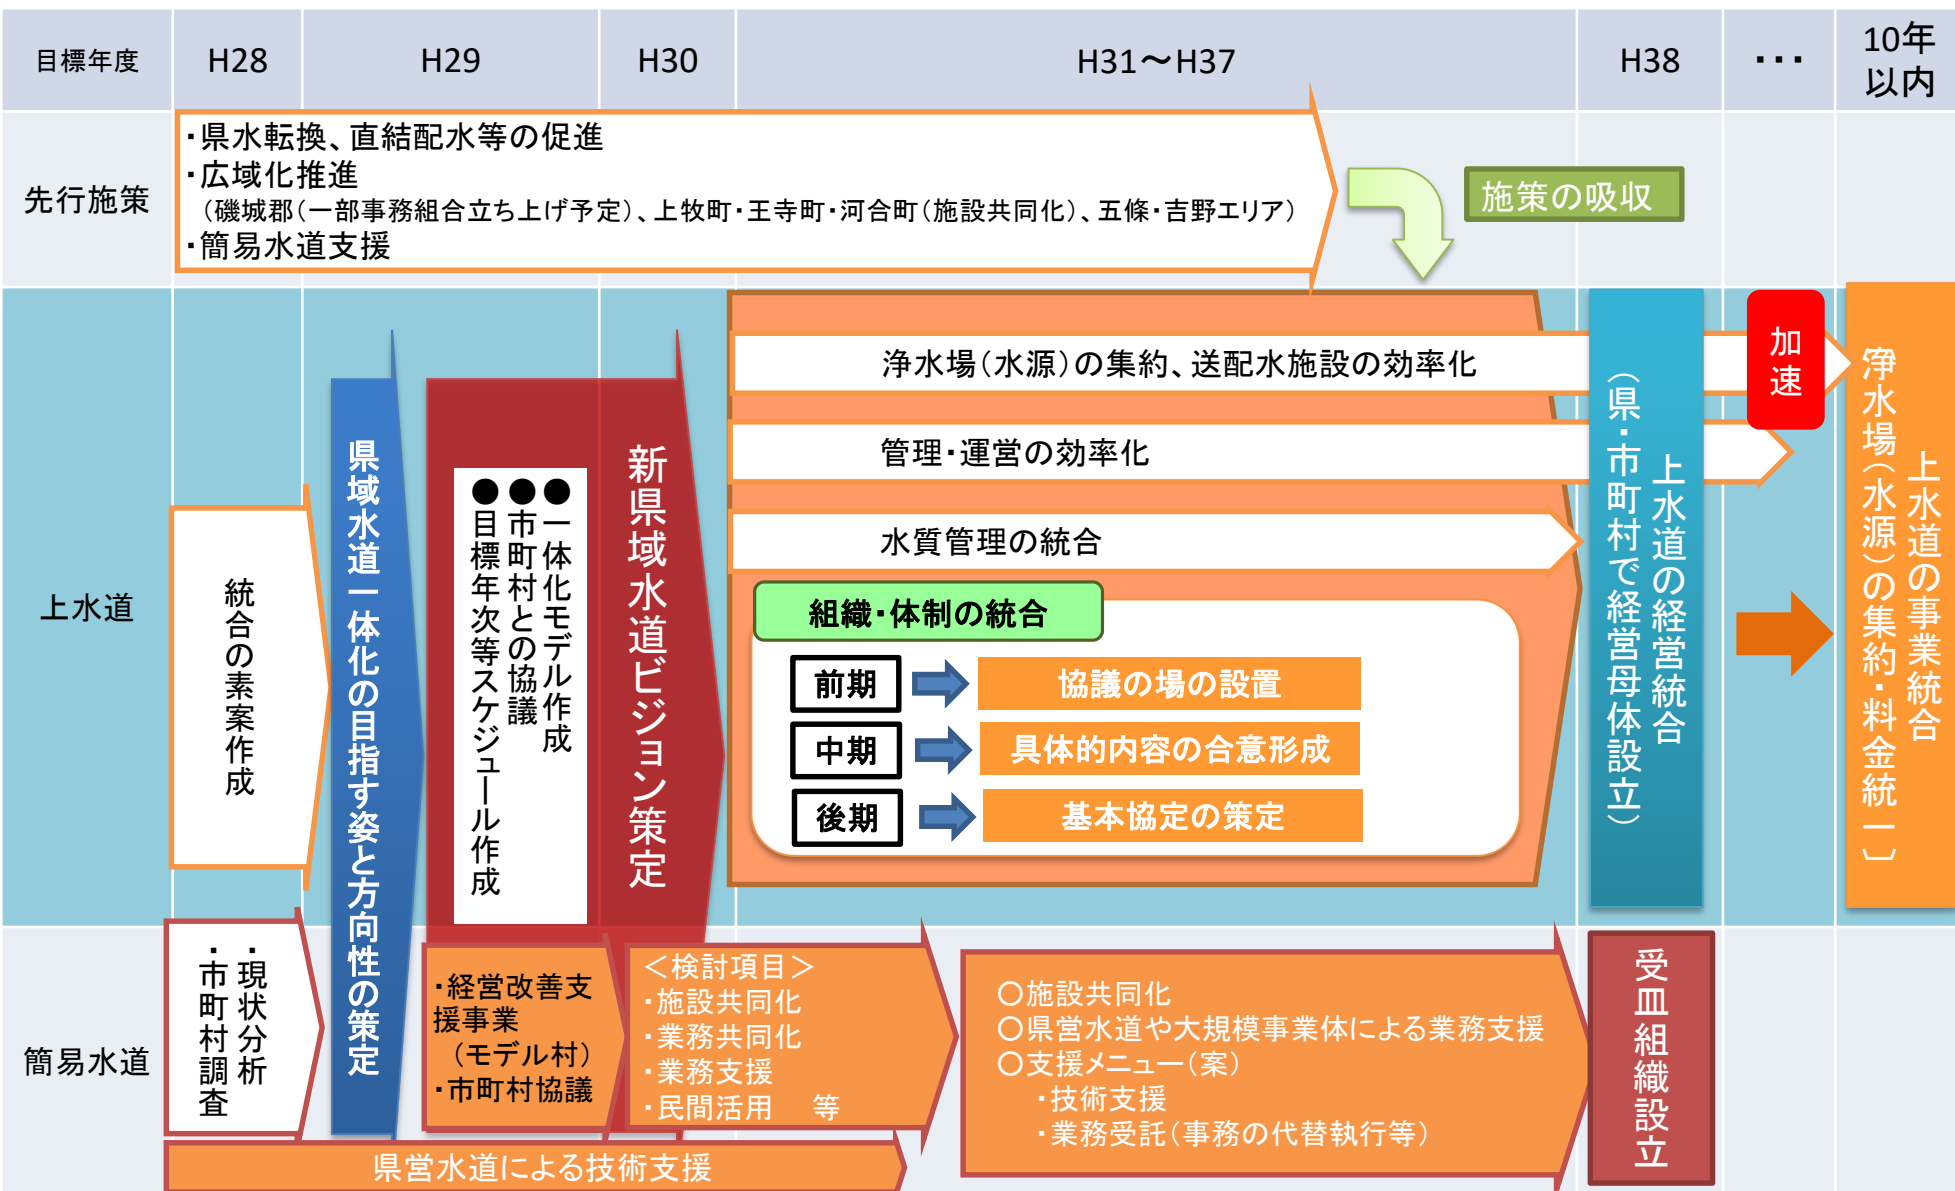 目標年度
H28
H29
H30
H31～H37
H38
・・・
10年
以内
先行施策
・県水転換、直結配水等の促進
・広域化推進
（磯城郡（一部事務組合立ち上げ予定）、上牧町・王寺町・河合町（施設共同化）、五條・吉野エリア）
・簡易水道支援
施策の吸収
上水道
統合の素案作成
県域水道一体化の目指す姿と方向性の策定
●一体化モデル作成
●市町村との協議
●目標年次等スケジュール作成
新県域水道ビジョン策定
浄水場（水源）の集約、送配水施設の効率化
管理・運営の効率化
水質管理の統合
組織・体制の統合
前期
協議の場の設置
中期
具体的内容の合意形成
後期
基本協定の策定
上水道の経営統合
（県・市町村で経営母体設立）
加速
上水道の事業統合
〔浄水場（水源）の集約・料金統一〕
簡易水道
・現状分析
・市町村調査
・経営改善支
援事業
（モデル村）
・市町村協議
＜検討項目＞
・施設共同化
・業務共同化
・業務支援
・民間活用　等
○施設共同化
○県営水道や大規模事業体による業務支援
○支援メニュー（案）
・技術支援
・業務受託（事務の代替執行等）
受皿組織設立
県営水道による技術支援